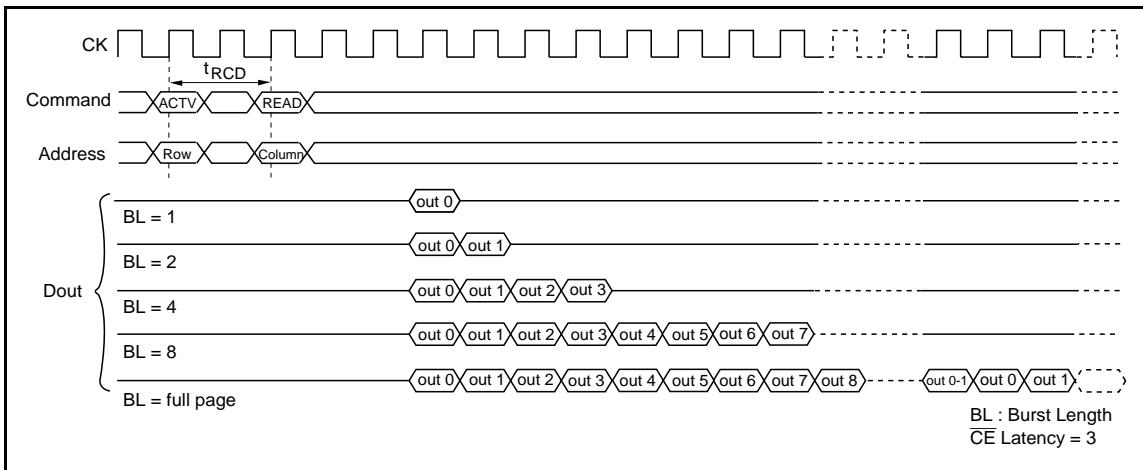 CK
tRCD
Command ACTV READ
Address Row Column
out 0
BL = 1
out 0 out 1
BL = 2
Dout
out 0 out 1 out 2 out 3
BL = 4
out 0 out 1 out 2 out 3 out 4 out 5 out 6 out 7
BL = 8
out 0 out 1 out 2 out 3 out 4 out 5 out 6 out 7 out 8 out 0-1 out 0 out 1
BL = full page
BL : Burst Length
C̅E̅ Latency = 3